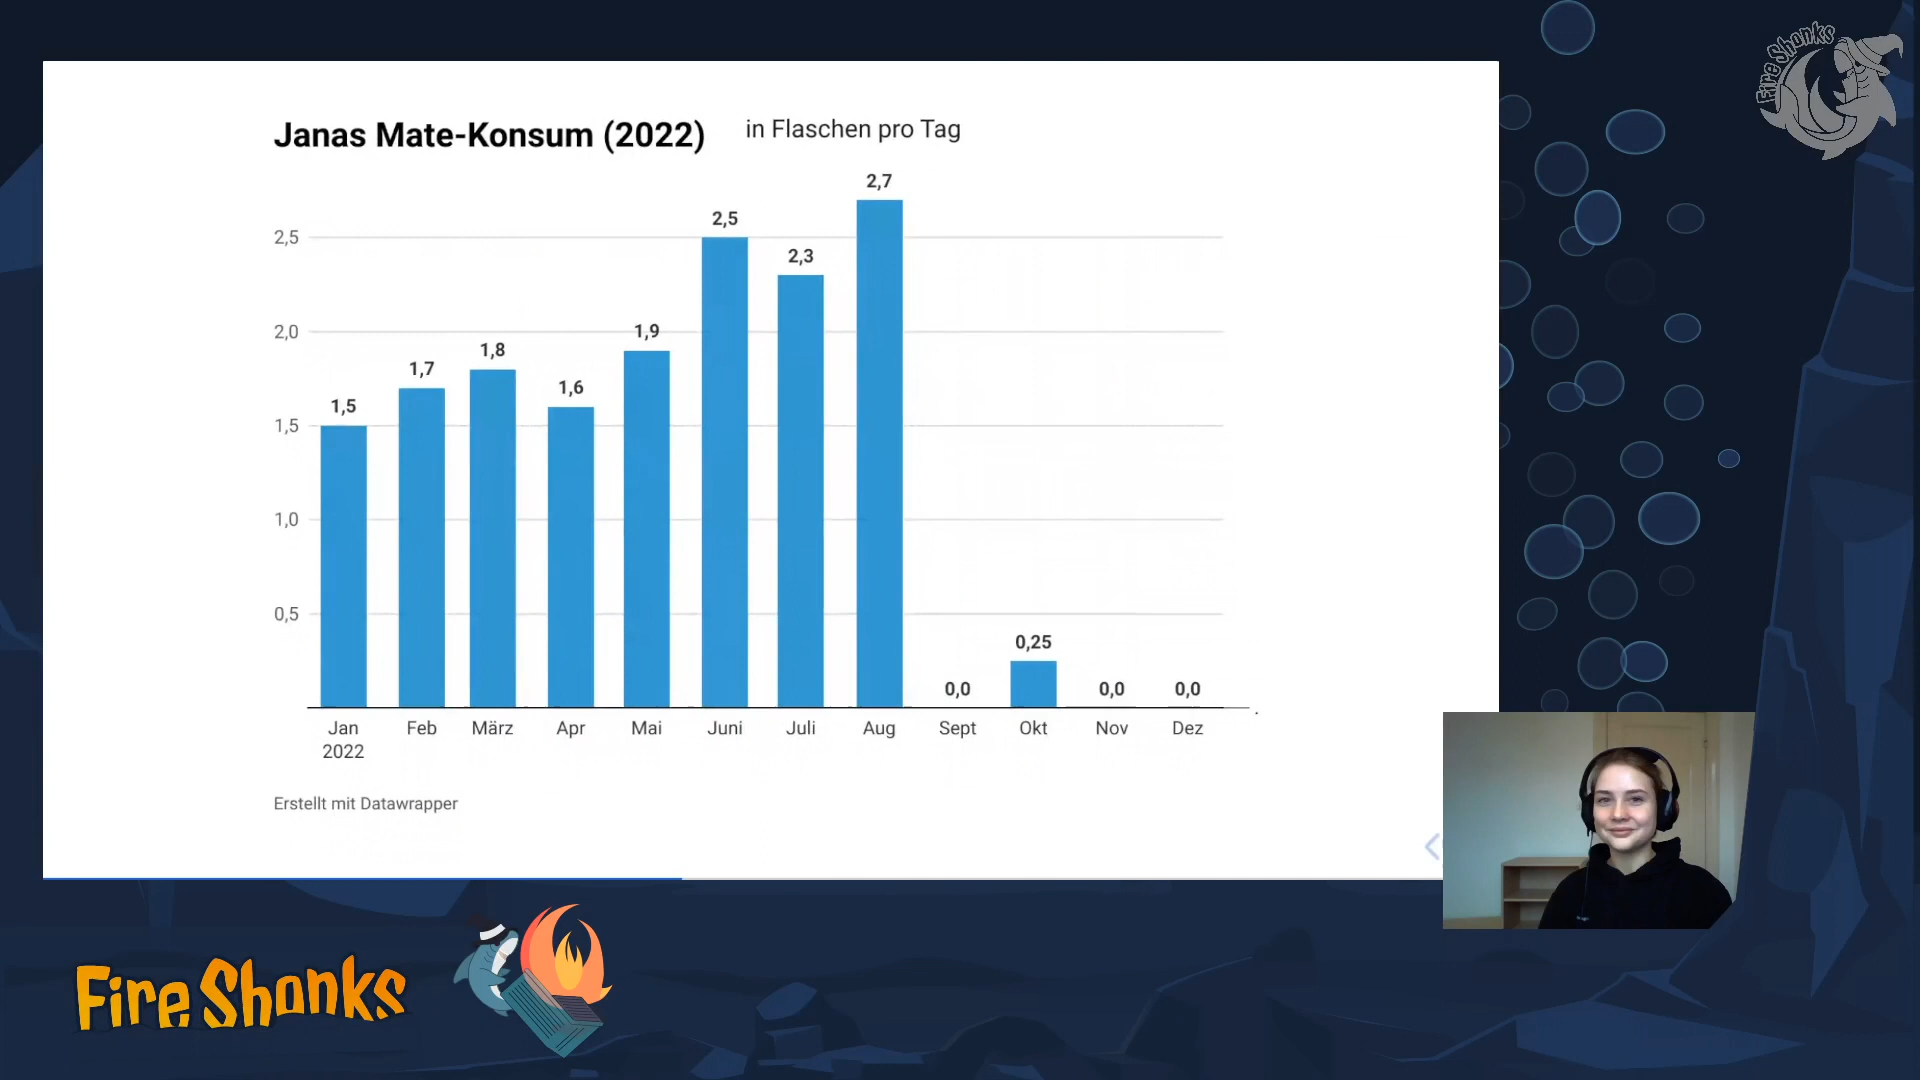 Fire Shonks
Janas Mate-Konsum (2022) in Flaschen pro Tag
2,7
2,5
2,5
2,3
2,0
1,9
1,8
1,7
1,6
1,5
1,5
1,0
0,5
0,25
0,0 0,0 0,0
Jan Feb März Apr Mai Juni Juli Aug Sept Okt Nov Dez
2022
Erstellt mit Datawrapper
Fire Shonks